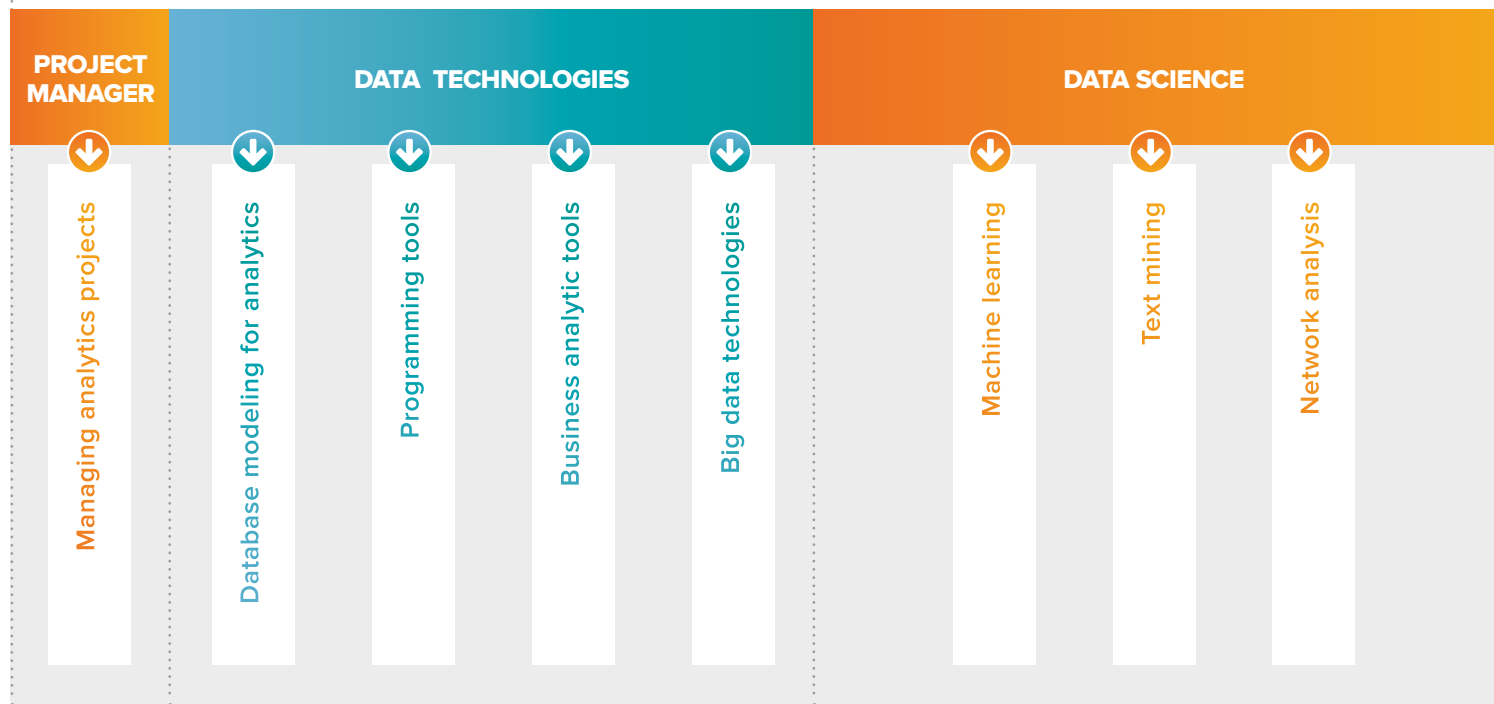 PROJECT
MANAGER
DATA TECHNOLOGIES
DATA SCIENCE
Managing analytics projects
Database modeling for analytics
Programming tools
Business analytic tools
Big data technologies
Machine learning
Text mining
Network analysis